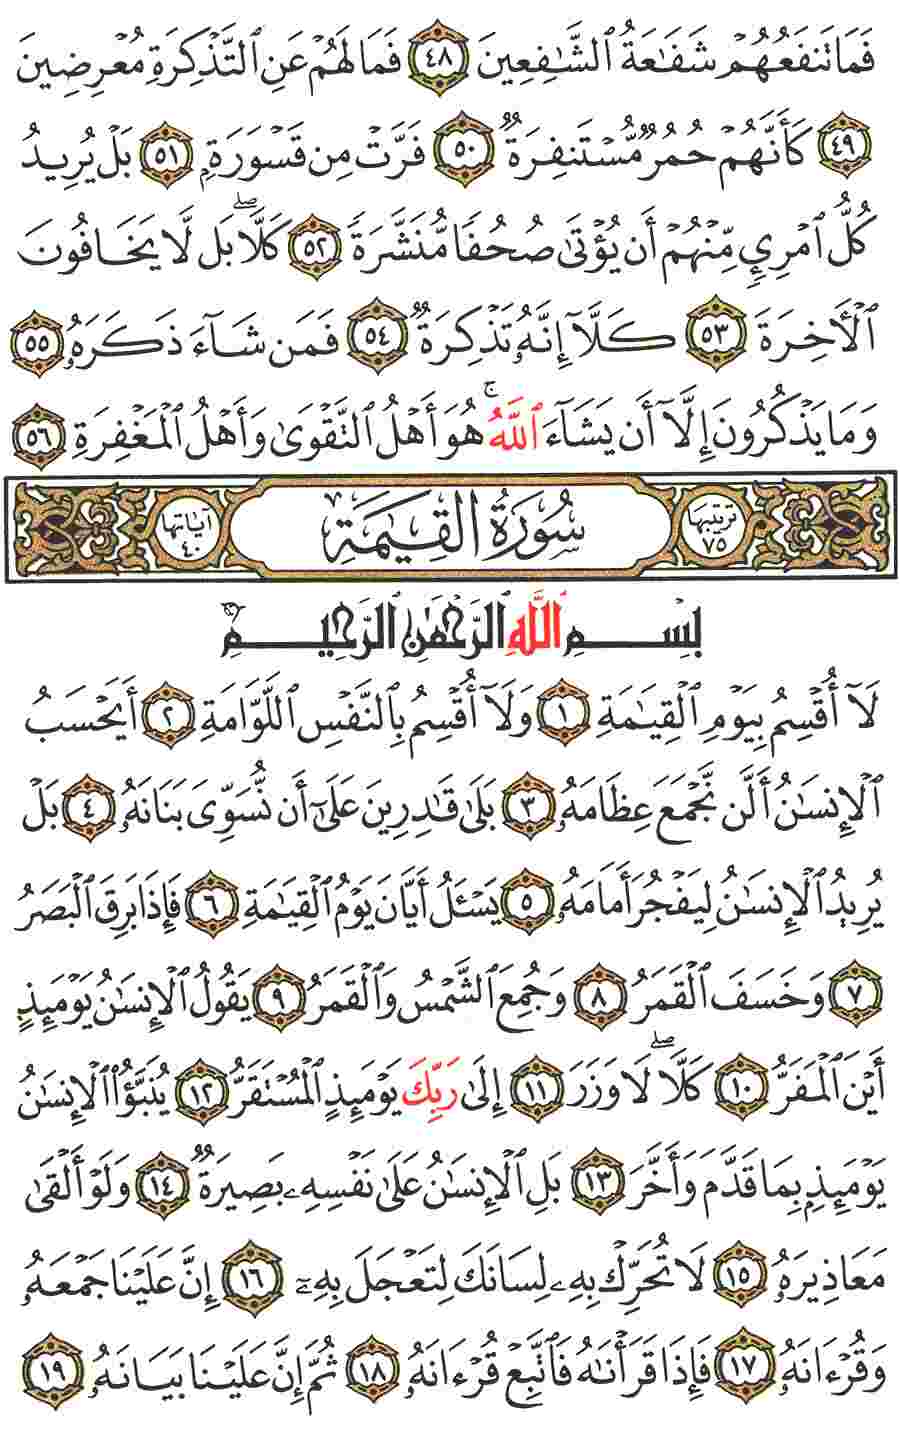 فَمَا تَنفَعُهُمْ شَفَٰعَةُ ٱلشَّٰفِعِينَ ٤٨ فَمَا لَهُمْ عَنِ ٱلتَّذْكِرَةِ مُعْرِضِينَ
٤٩ كَأَنَّهُمْ حُمُرٌ مُّسْتَنفِرَةٌ ٥٠ فَرَّتْ مِن قَسْوَرَةٍ ٥١ بَلْ يُرِيدُ
كُلُّ ٱمْرِئٍ مِّنْهُمْ أَن يُؤْتَىٰ صُحُفًا مُّنَشَّرَةً ٥٢ كَلَّا ۖ بَل لَّا يَخَافُونَ
ٱلْأَخِرَةَ ٥٣ كَلَّآ إِنَّهُۥ تَذْكِرَةٌ ٥٤ فَمَن شَآءَ ذَكَرَهُۥ ٥٥
وَمَا يَذْكُرُونَ إِلَّآ أَن يَشَآءَ ٱللَّهُ ۚ هُوَ أَهْلُ ٱلتَّقْوَىٰ وَأَهْلُ ٱلْمَغْفِرَةِ ٥٦
ترتيبها ٧٥ سُورَةُ القِيَٰمَةِ آياتها ٤٠
بِسْمِ ٱللَّهِ ٱلرَّحْمَٰنِ ٱلرَّحِيمِ
لَآ أُقْسِمُ بِيَوْمِ ٱلْقِيَٰمَةِ ١ وَلَآ أُقْسِمُ بِٱلنَّفْسِ ٱللَّوَّامَةِ ٢ أَيَحْسَبُ
ٱلْإِنسَٰنُ أَلَّن نَّجْمَعَ عِظَامَهُۥ ٣ بَلَىٰ قَٰدِرِينَ عَلَىٰٓ أَن نُّسَوِّىَ بَنَانَهُۥ ٤ بَلْ
يُرِيدُ ٱلْإِنسَٰنُ لِيَفْجُرَ أَمَامَهُۥ ٥ يَسْـَٔلُ أَيَّانَ يَوْمُ ٱلْقِيَٰمَةِ ٦ فَإِذَا بَرِقَ ٱلْبَصَرُ
٧ وَخَسَفَ ٱلْقَمَرُ ٨ وَجُمِعَ ٱلشَّمْسُ وَٱلْقَمَرُ ٩ يَقُولُ ٱلْإِنسَٰنُ يَوْمَئِذٍ
أَيْنَ ٱلْمَفَرُّ ١٠ كَلَّا لَا وَزَرَ ۖ ١١ إِلَىٰ رَبِّكَ يَوْمَئِذٍ ٱلْمُسْتَقَرُّ ١٢ يُنَبَّؤُا۟ ٱلْإِنسَٰنُ
يَوْمَئِذٍۭ بِمَا قَدَّمَ وَأَخَّرَ ١٣ بَلِ ٱلْإِنسَٰنُ عَلَىٰ نَفْسِهِۦ بَصِيرَةٌ ١٤ وَلَوْ أَلْقَىٰ
مَعَاذِيرَهُۥ ١٥ لَا تُحَرِّكْ بِهِۦ لِسَانَكَ لِتَعْجَلَ بِهِۦٓ ١٦ إِنَّ عَلَيْنَا جَمْعَهُۥ
وَقُرْءَانَهُۥ ١٧ فَإِذَا قَرَأْنَٰهُ فَٱتَّبِعْ قُرْءَانَهُۥ ١٨ ثُمَّ إِنَّ عَلَيْنَا بَيَانَهُۥ ١٩